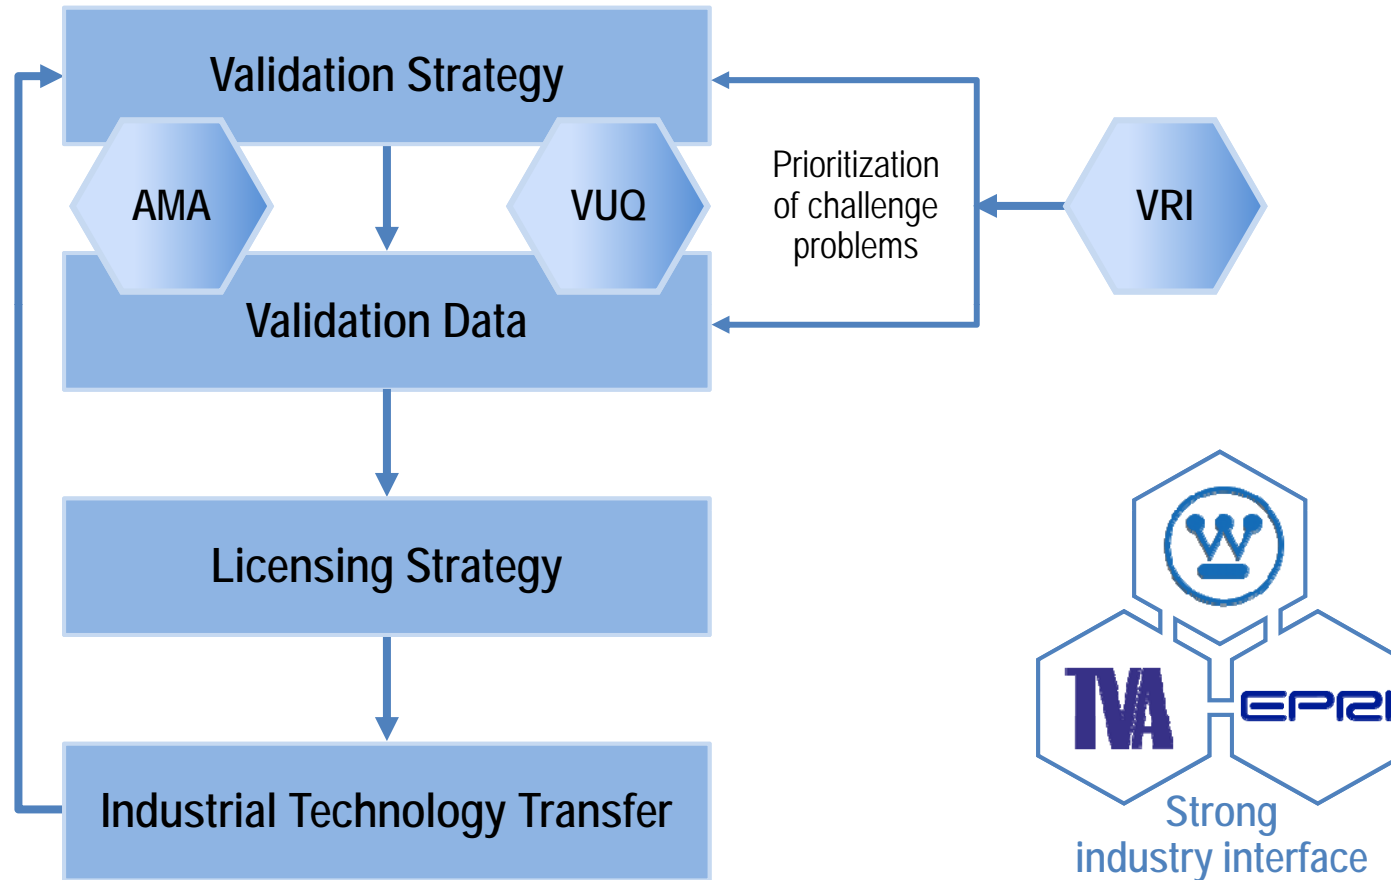 Validation Strategy
AMA
VUQ
Prioritization
of challenge
problems
VRI
Validation Data
Licensing Strategy
W
TVA
EPRI
Industrial Technology Transfer
Strong
industry interface